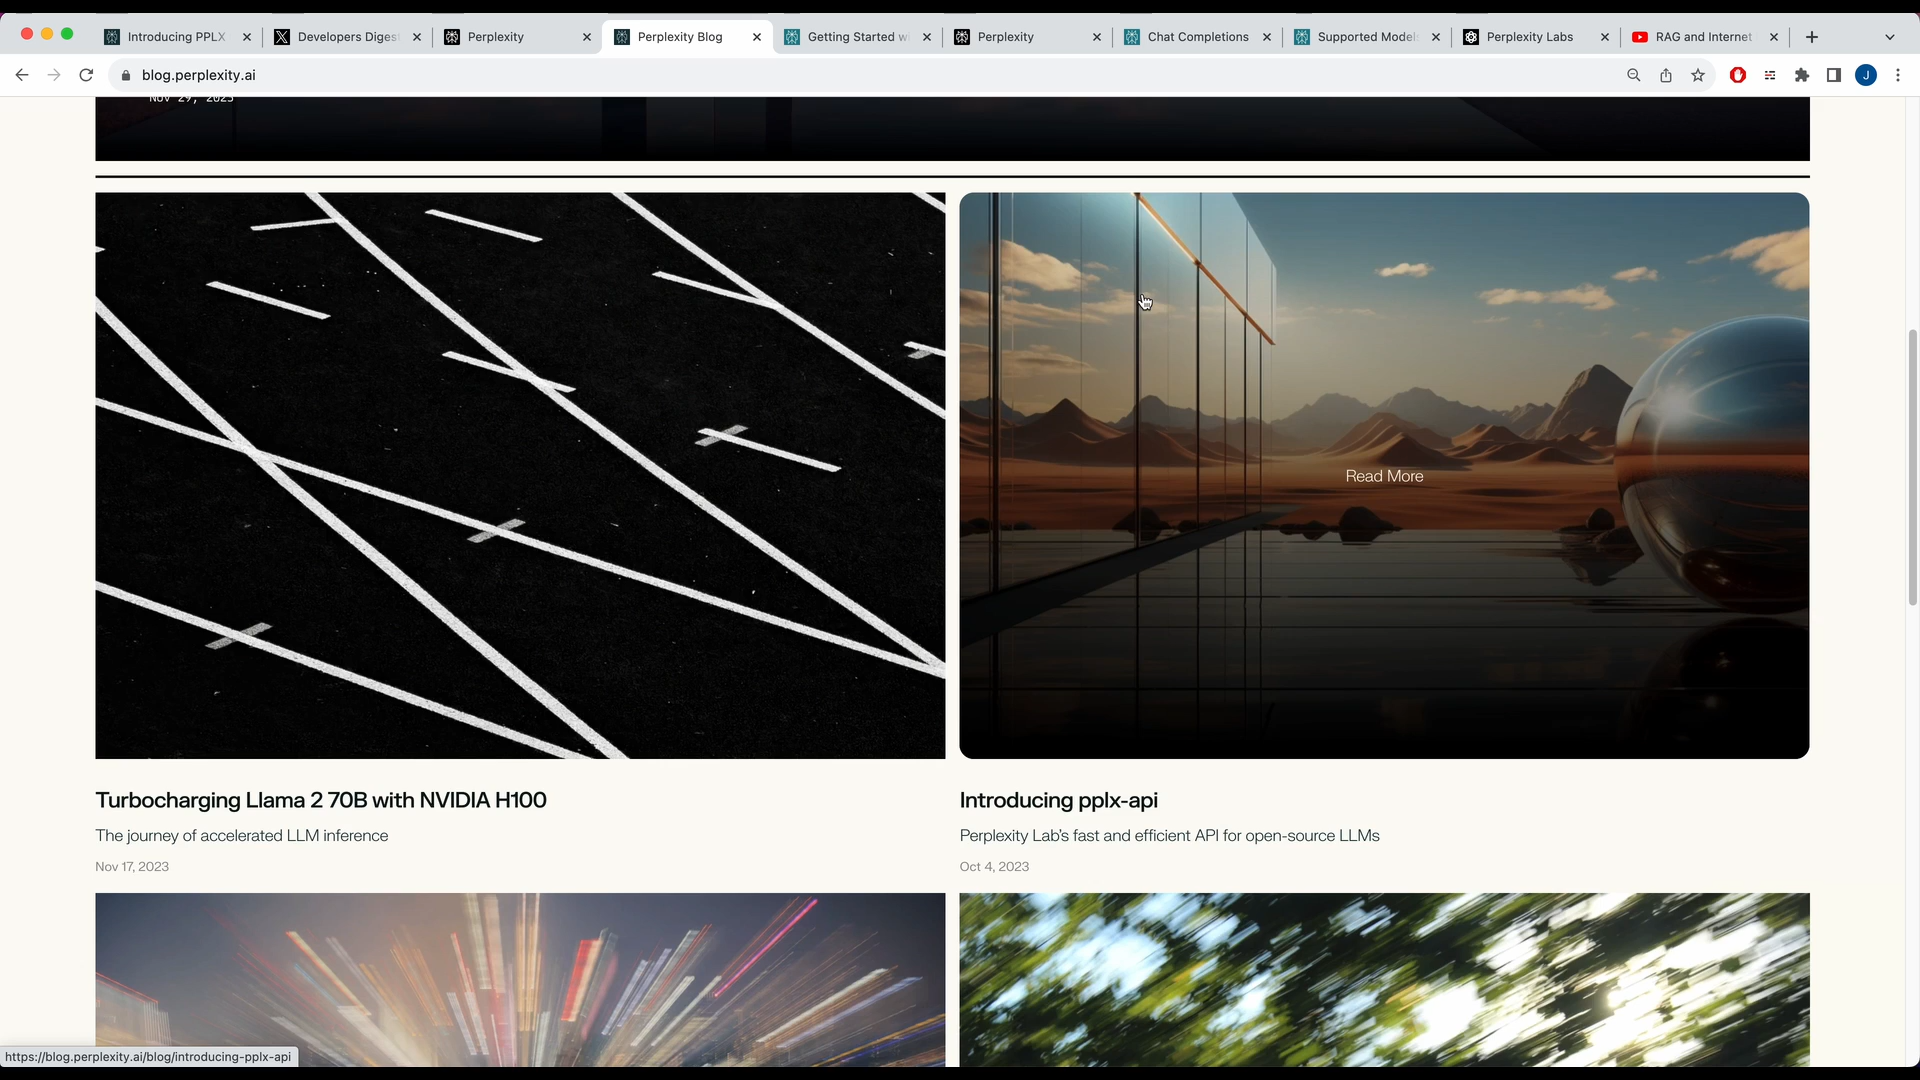 Introducing PPLX
Developers Diges
Perplexity
Perplexity Blog
Getting Started w
Perplexity
Chat Completions
Supported Model
Perplexity Labs
RAG and Internet
blog.perplexity.ai
J
Nov 29, 2023
Read More
Turbocharging Llama 2 70B with NVIDIA H100
The journey of accelerated LLM inference
Nov 17, 2023
Introducing pplx-api
Perplexity Lab's fast and efficient API for open-source LLMs
Oct 4, 2023
https://blog.perplexity.ai/blog/introducing-pplx-api